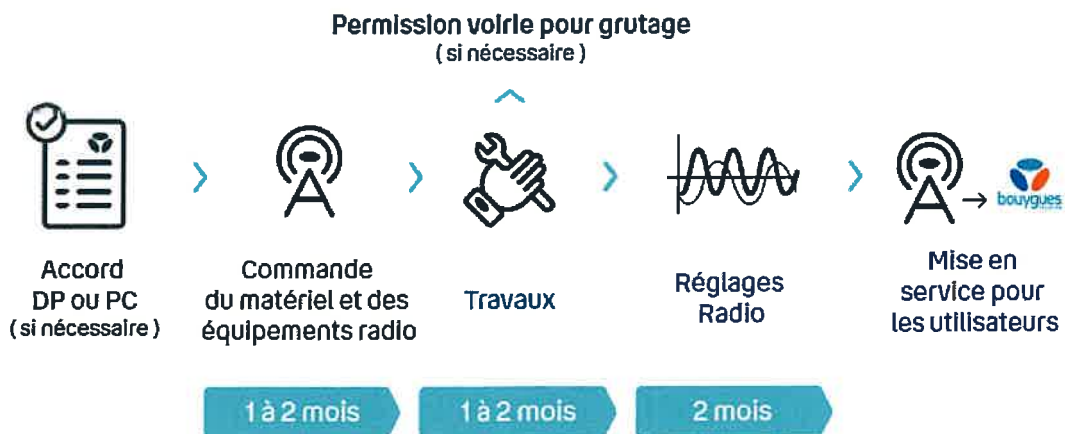 Permission voirie pour grutage
( si nécessaire )
Accord
DP ou PC
( si nécessaire )
Commande
du matériel et des
équipements radio
Travaux
Réglages
Radio
bouygues
Mise en
service pour
les utilisateurs
1 à 2 mois
1 à 2 mois
2 mois